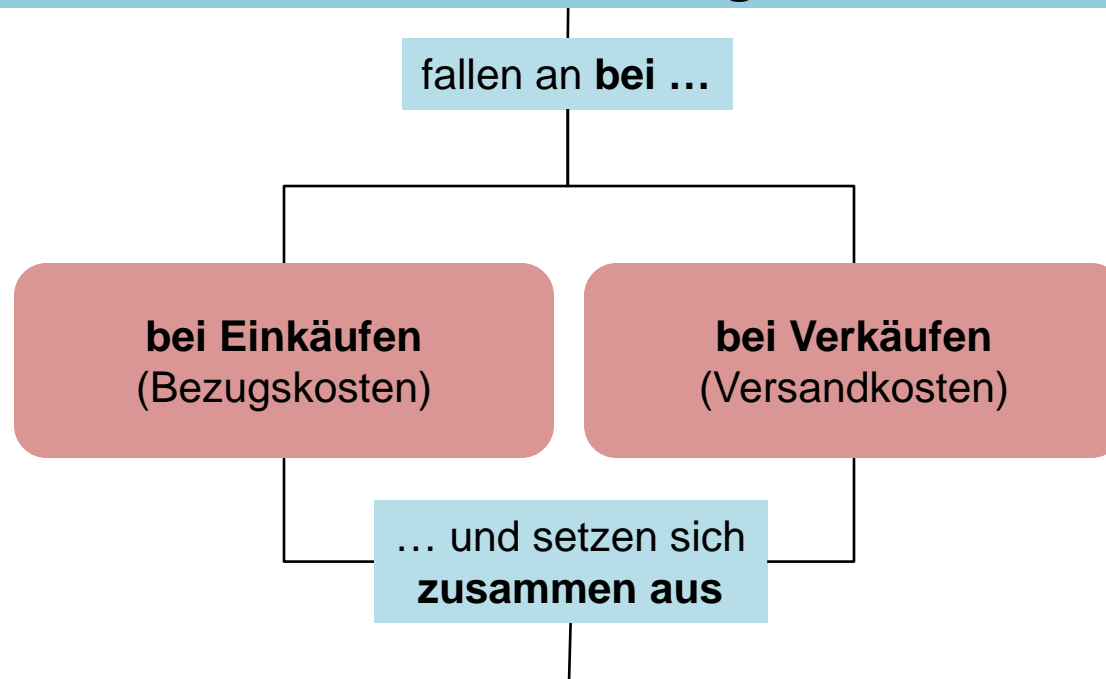 fallen an bei …
bei Einkäufen
(Bezugskosten)
bei Verkäufen
(Versandkosten)
… und setzen sich
zusammen aus